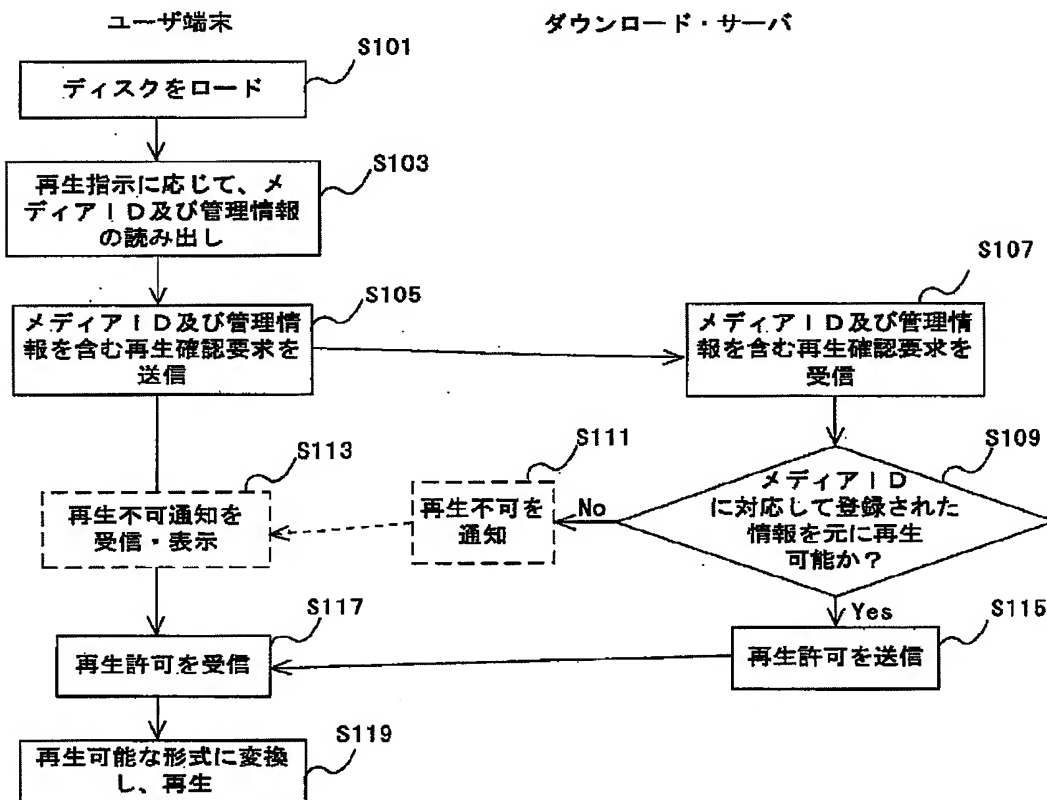 ユーザ端末
ダウンロード・サーバ
S101
ディスクをロード
S103
再生指示に応じて、メ
ディアＩＤ及び管理情報
の読み出し
S105
メディアＩＤ及び管理情
報を含む再生確認要求を
送信
S107
メディアＩＤ及び管理情
報を含む再生確認要求を
受信
S109
メディアＩＤ
に対応して登録された
情報を元に再生
可能か？
No
S111
再生不可を
通知
S113
再生不可通知を
受信・表示
Yes
S115
再生許可を送信
S117
再生許可を受信
S119
再生可能な形式に変換
し、再生